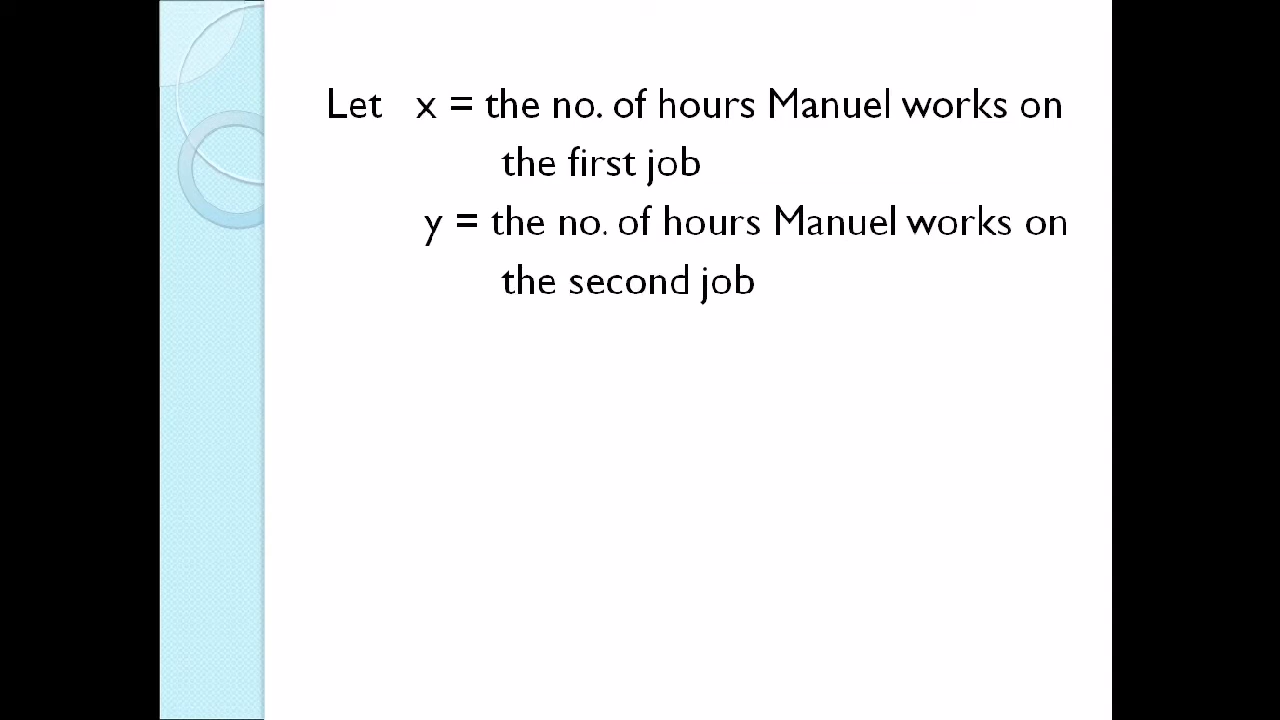 Let x = the no. of hours Manuel works on
the first job
y = the no. of hours Manuel works on
the second job